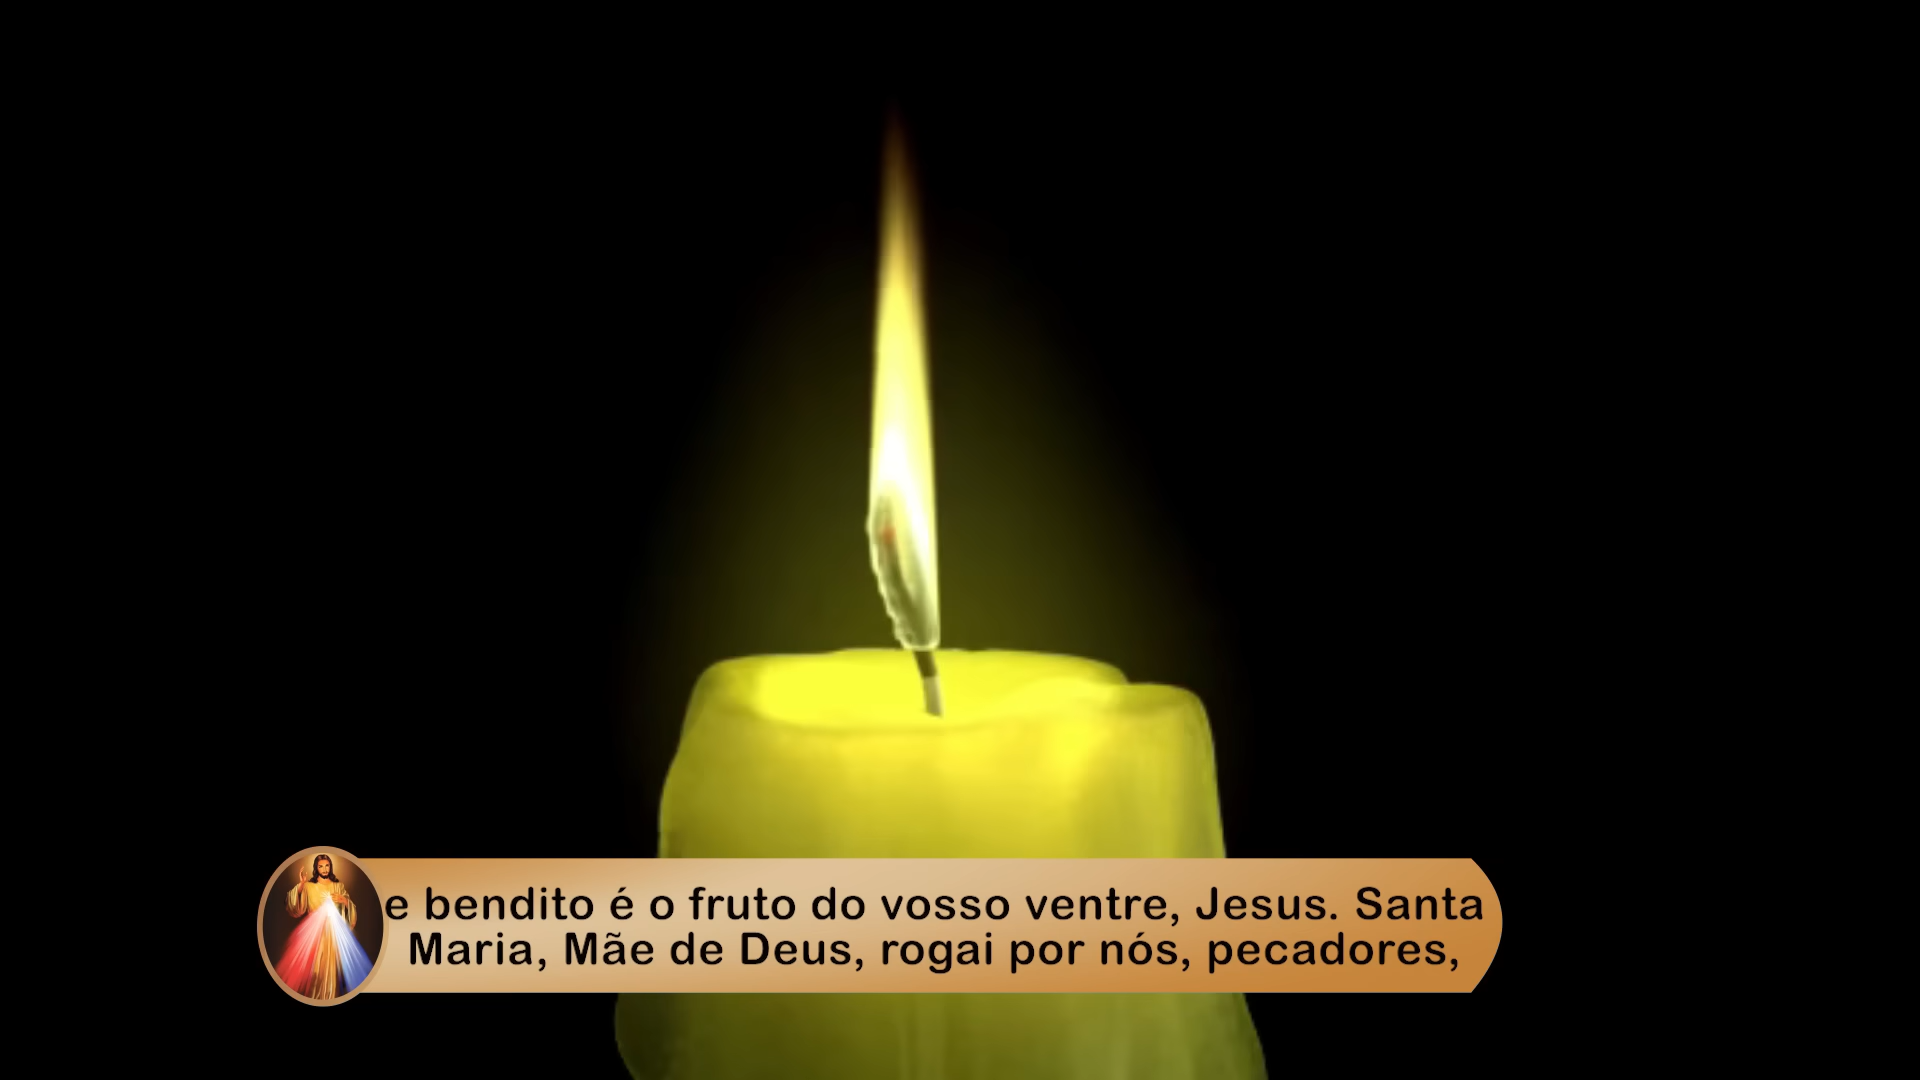 e bendito é o fruto do vosso ventre, Jesus. Santa
Maria, Mãe de Deus, rogai por nós, pecadores,